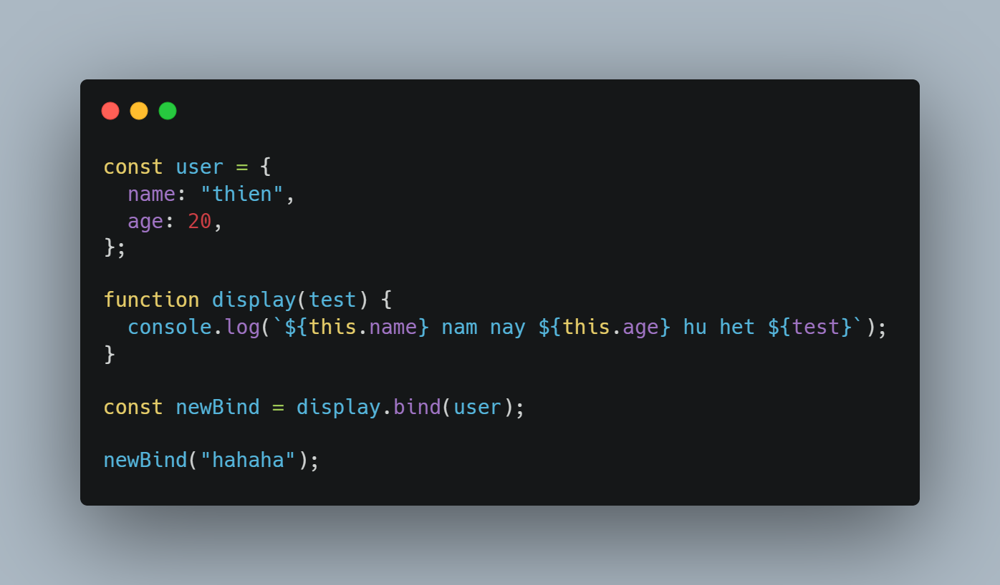 const user = {
  name: "thien",
  age: 20,
};

function display(test) {
  console.log(`${this.name} nam nay ${this.age} hu het ${test}`);
}

const newBind = display.bind(user);

newBind("hahaha");